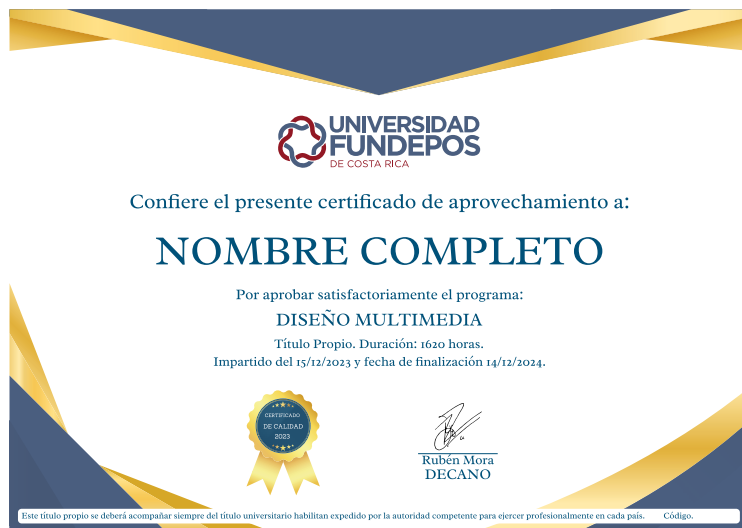 UNIVERSIDAD
FUNDEPOS
DE COSTA RICA
Confiere el presente certificado de aprovechamiento a:
NOMBRE COMPLETO
Por aprobar satisfactoriamente el programa:
DISEÑO MULTIMEDIA
Título Propio. Duración: 1620 horas.
Impartido del 15/12/2023 y fecha de finalización 14/12/2024.
CERTIFICADO
DE CALIDAD
2023
Rubén Mora
DECANO
Este título propio se deberá acompañar siempre del título universitario habilitan expedido por la autoridad competente para ejercer profesionalmente en cada país. Código.